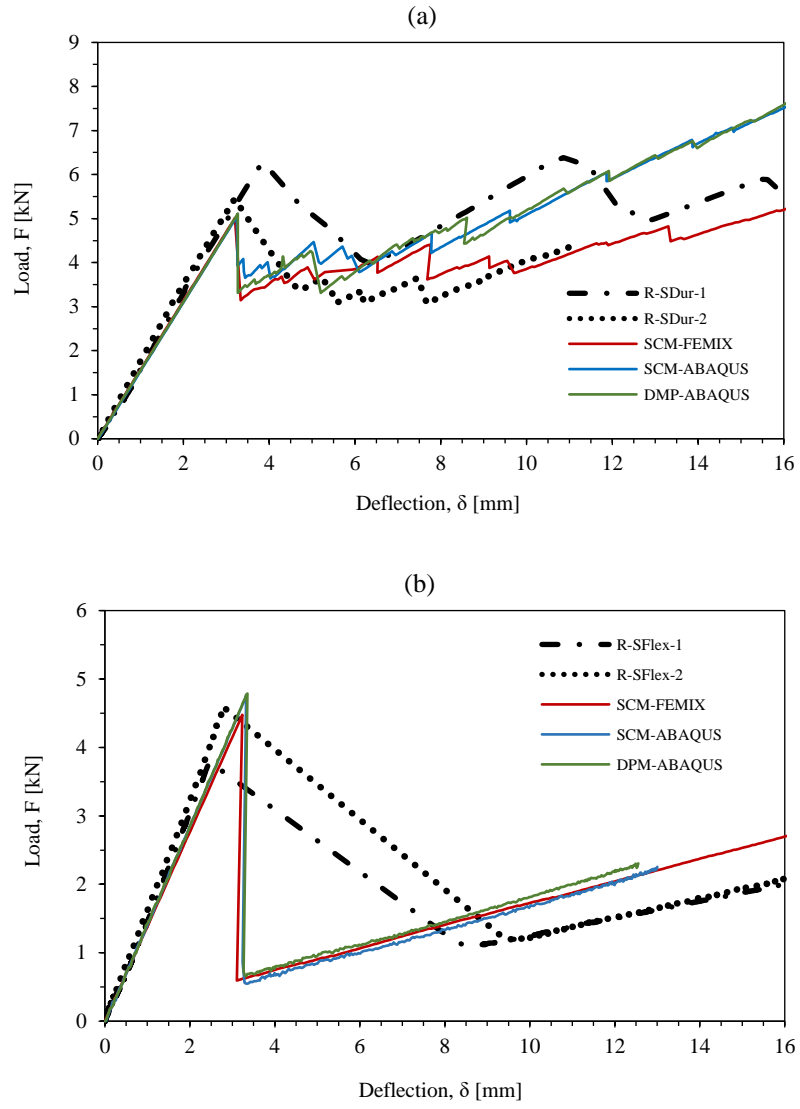 (a)
9
8
7
6
5
4
3
2
1
0
Load, F [kN]
R-SDur-1
R-SDur-2
SCM-FEMIX
SCM-ABAQUS
DMP-ABAQUS
0 2 4 6 8 10 12 14 16
Deflection, δ [mm]
(b)
6
5
4
3
2
1
0
Load, F [kN]
R-SFlex-1
R-SFlex-2
SCM-FEMIX
SCM-ABAQUS
DPM-ABAQUS
0 2 4 6 8 10 12 14 16
Deflection, δ [mm]